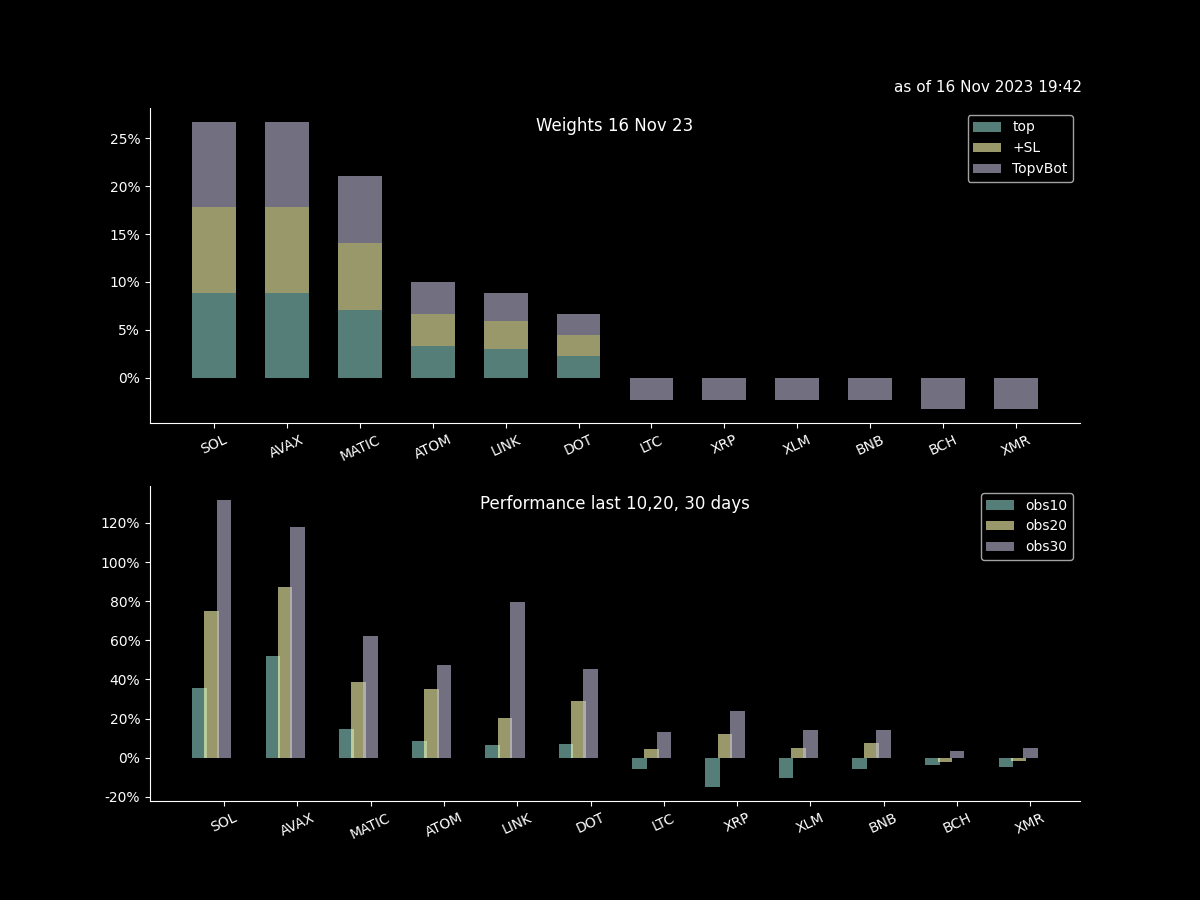 as of 16 Nov 2023 19:42
Weights 16 Nov 23
top
+SL
TopvBot
25%
20%
15%
10%
5%
0%
SOL AVAX MATIC ATOM LINK DOT LTC XRP XLM BNB BCH XMR
Performance last 10,20, 30 days
obs10
obs20
obs30
120%
100%
80%
60%
40%
20%
0%
-20%
SOL AVAX MATIC ATOM LINK DOT LTC XRP XLM BNB BCH XMR